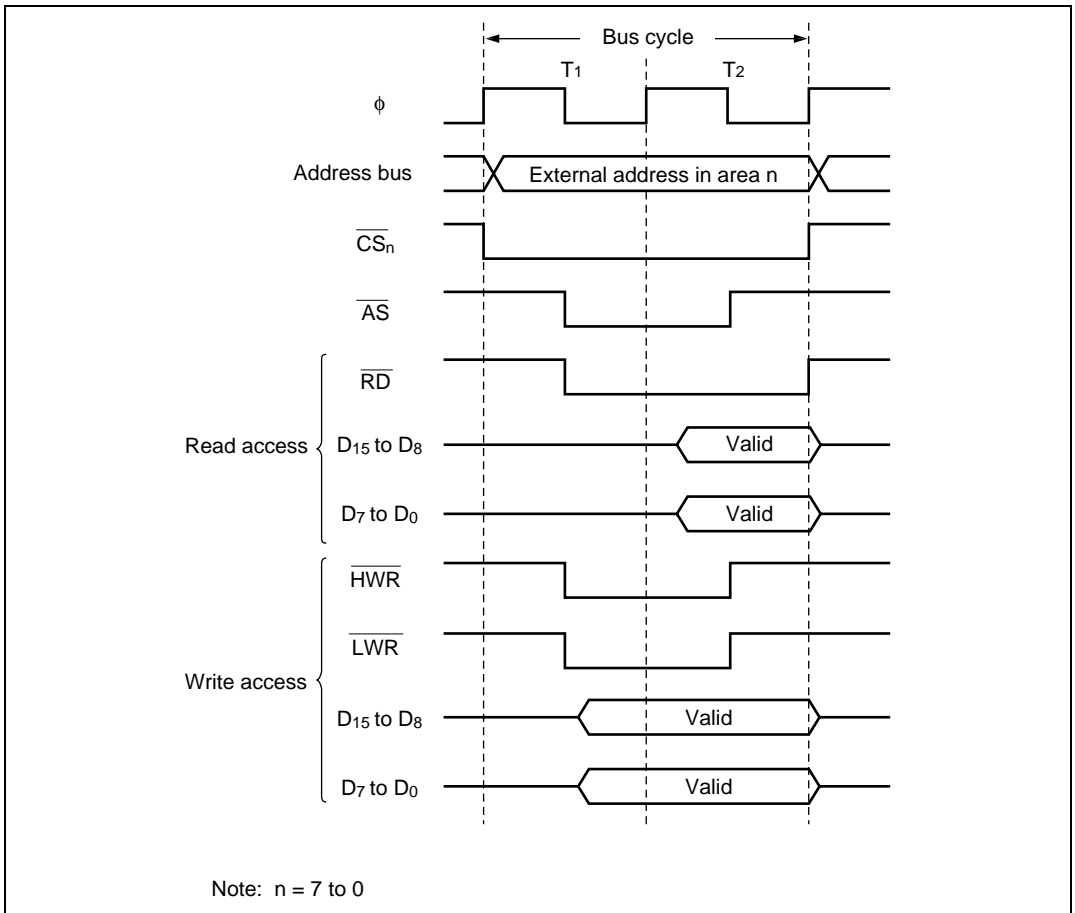 Bus cycle
T1 T2
ϕ
Address bus External address in area n
CSn
AS
RD
Read access D15 to D8 Valid
D7 to D0 Valid
HWR
LWR
Write access
D15 to D8 Valid
D7 to D0 Valid
Note: n = 7 to 0